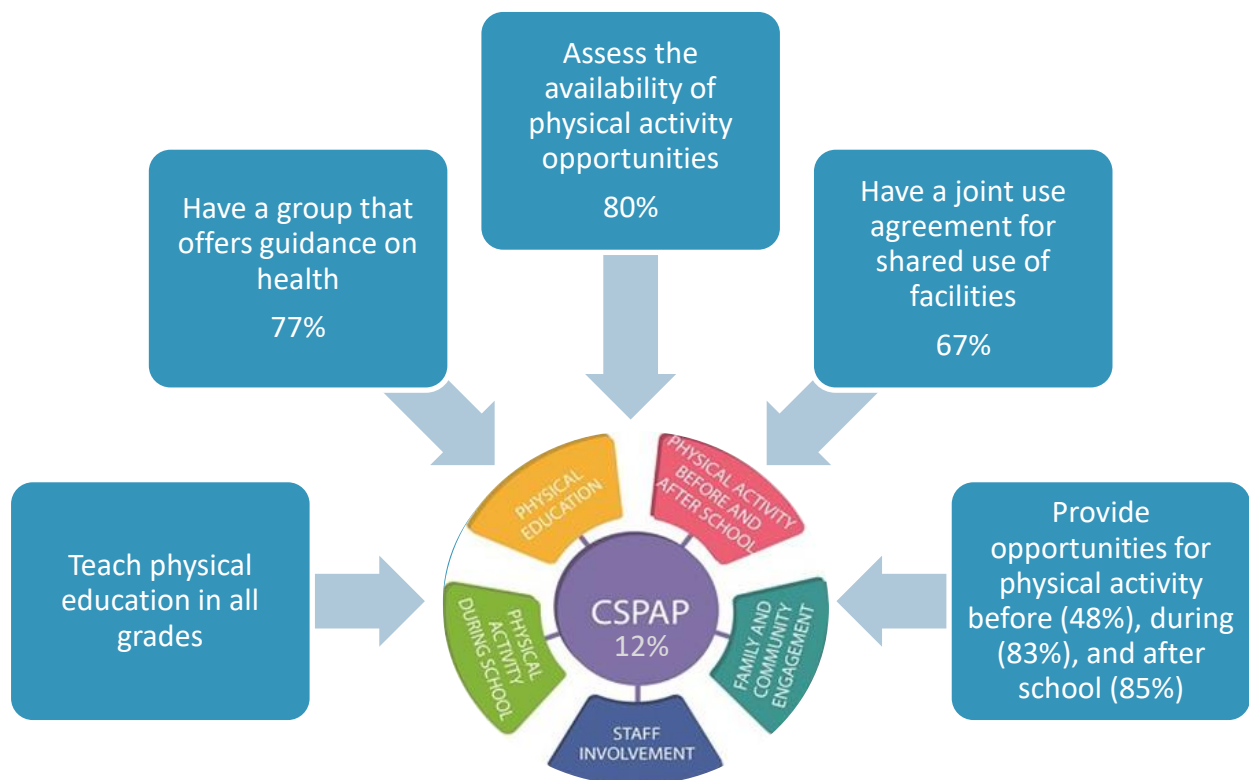 Assess the
availability of
physical activity
opportunities
80%
Have a group that
offers guidance on
health
77%
Have a joint use
agreement for
shared use of
facilities
67%
Teach physical
education in all
grades
Provide
opportunities for
physical activity
before (48%), during
(83%), and after
school (85%)
PHYSICAL
EDUCATION
PHYSICAL ACTIVITY
BEFORE AND
AFTER SCHOOL
PHYSICAL
ACTIVITY
DURING SCHOOL
CSPAP
12%
FAMILY AND
COMMUNITY
ENGAGEMENT
STAFF
INVOLVEMENT